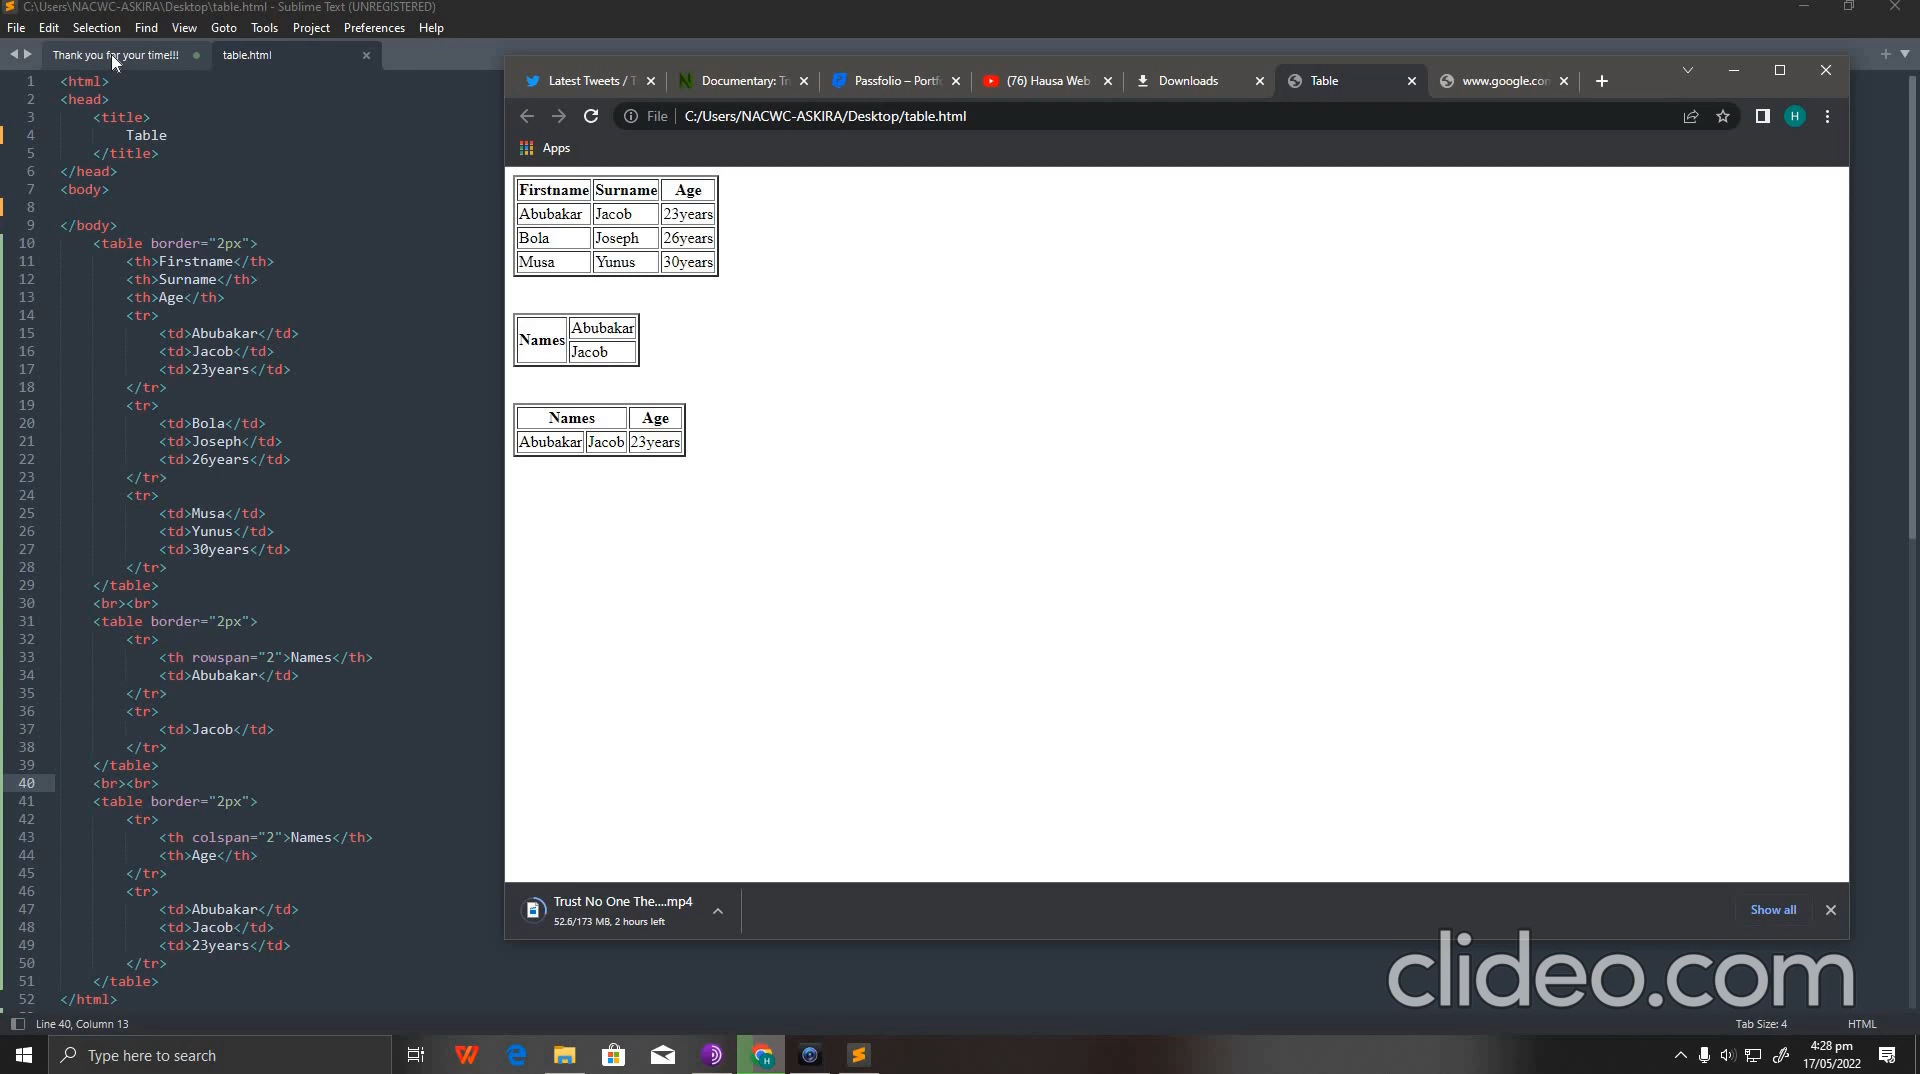 C:\Users\NACWC-ASKIRA\Desktop\table.html - Sublime Text (UNREGISTERED)
File Edit Selection Find View Goto Tools Project Preferences Help
Thank you for your time!!! table.html
1 <html>
2 <head>
3 <title>
4 Table
5 </title>
6 </head>
7 <body>
8
9 </body>
10 <table border="2px">
11 <th>Firstname</th>
12 <th>Surname</th>
13 <th>Age</th>
14 <tr>
15 <td>Abubakar</td>
16 <td>Jacob</td>
17 <td>23years</td>
18 </tr>
19 <tr>
20 <td>Bola</td>
21 <td>Joseph</td>
22 <td>26years</td>
23 </tr>
24 <tr>
25 <td>Musa</td>
26 <td>Yunus</td>
27 <td>30years</td>
28 </tr>
29 </table>
30 <br><br>
31 <table border="2px">
32 <tr>
33 <th rowspan="2">Names</th>
34 <td>Abubakar</td>
35 </tr>
36 <tr>
37 <td>Jacob</td>
38 </tr>
39 </table>
40 <br><br>
41 <table border="2px">
42 <tr>
43 <th colspan="2">Names</th>
44 <th>Age</th>
45 </tr>
46 <tr>
47 <td>Abubakar</td>
48 <td>Jacob</td>
49 <td>23years</td>
50 </tr>
51 </table>
52 </html>
Latest Tweets / T Documentary: Tr Passfolio – Portf (76) Hausa Web Downloads Table www.google.con
File C:/Users/NACWC-ASKIRA/Desktop/table.html H
Apps
Firstname Surname Age
Abubakar Jacob 23years
Bola Joseph 26years
Musa Yunus 30years
Names Abubakar
Jacob
Names Age
Abubakar Jacob 23years
Trust No One The....mp4
52.6/173 MB, 2 hours left
Show all
clideo.com
Line 40, Column 13 Tab Size: 4 HTML
Type here to search
4:28 pm
17/05/2022